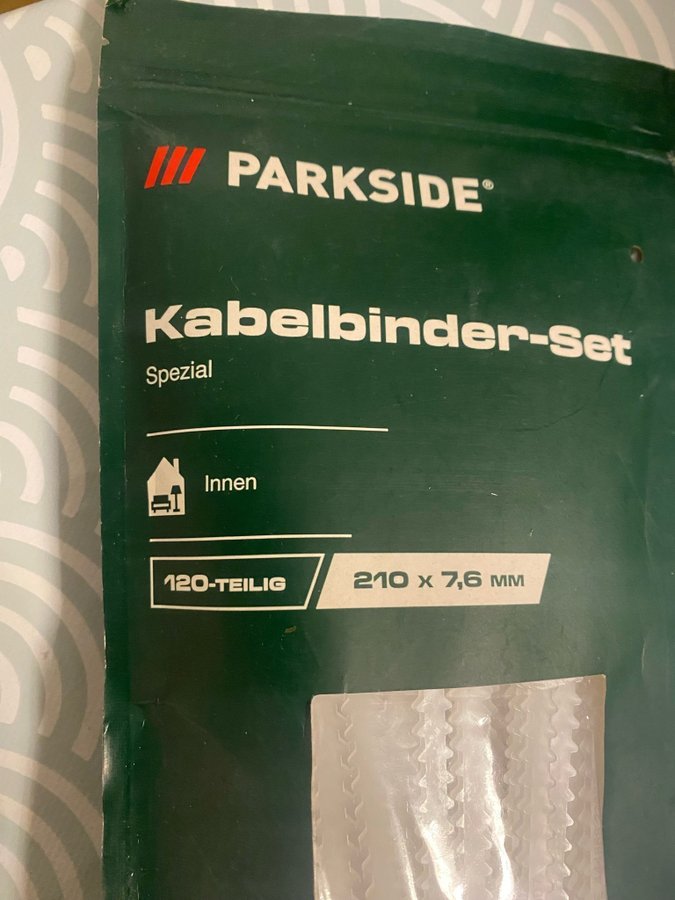 PARKSIDE®
Kabelbinder-Set
Spezial
Innen
120-TEILIG 210 x 7,6 MM